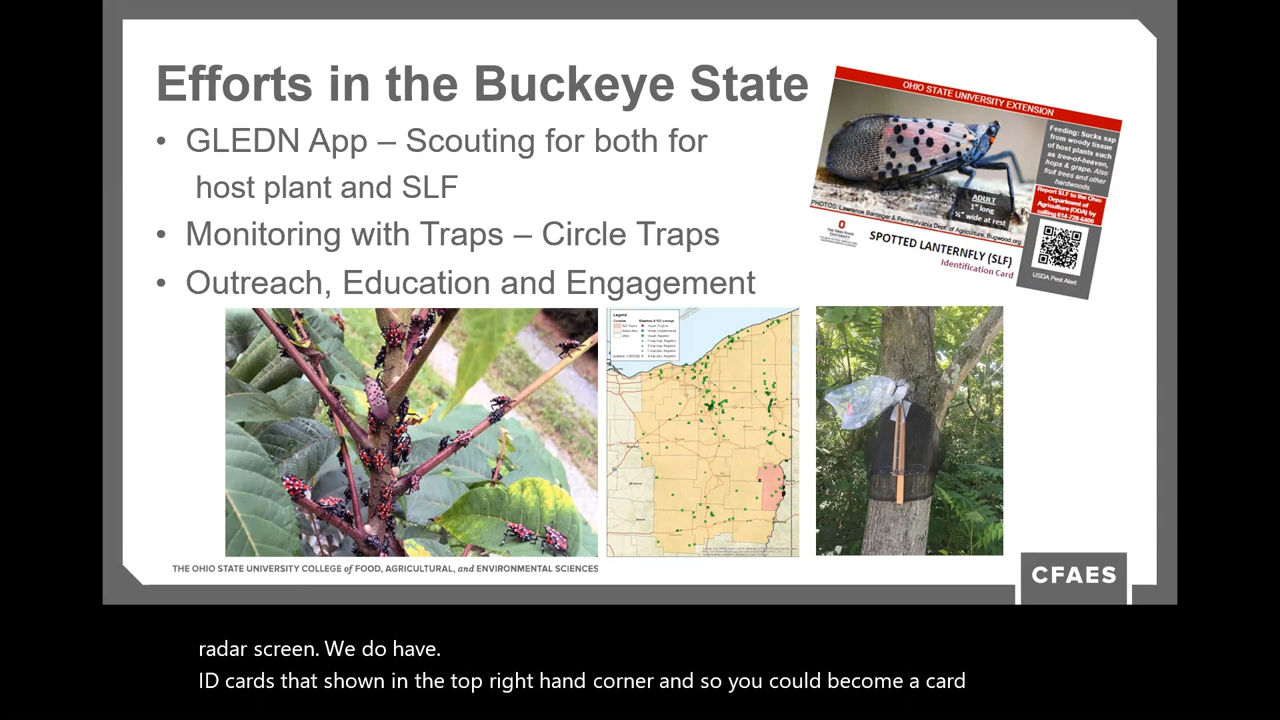 Efforts in the Buckeye State
• GLEDN App – Scouting for both for
host plant and SLF
• Monitoring with Traps – Circle Traps
• Outreach, Education and Engagement
OHIO STATE UNIVERSITY EXTENSION
Feeding: Sucks sap
from woody tissue
of host plants such
as tree-of-heaven,
hops & grape. Also
fruit trees and other
hardwoods.
Report SLF to the Ohio
Department of
Agriculture (ODA) by
calling 614-728-6400
ADULT
1” long
½” wide at rest
PHOTOS: Lawrence Barringer & Pennsylvania Dept. of Agriculture, Bugwood.org
SPOTTED LANTERNFLY (SLF)
Identification Card
USDA Pest Alert
Legend
THE OHIO STATE UNIVERSITY COLLEGE of FOOD, AGRICULTURAL, and ENVIRONMENTAL SCIENCES
CFAES
radar screen. We do have.
ID cards that shown in the top right hand corner and so you could become a card